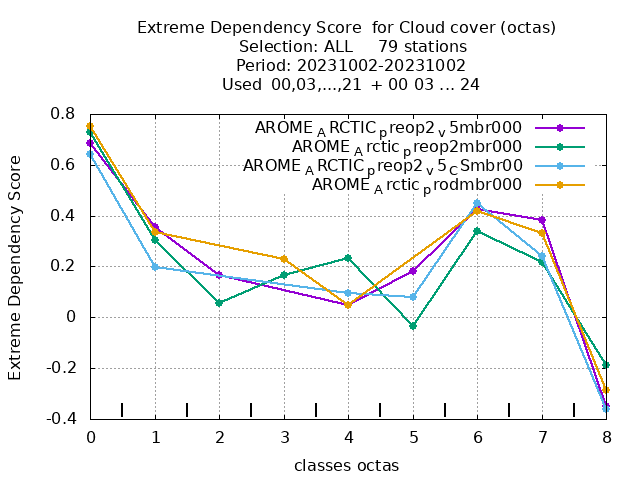 Extreme Dependency Score  for Cloud cover (octas)
Selection: ALL     79 stations
Period: 20231002-20231002
Used  00,03,...,21  + 00 03 ... 24
0.8
0.6
0.4
0.2
0
-0.2
-0.4
Extreme Dependency Score
AROME_ARCTIC_preop2_v5mbr000
AROME_Arctic_preop2mbr000
AROME_ARCTIC_preop2_v5_CSmbr00
AROME_Arctic_prodmbr000
0 1 2 3 4 5 6 7 8
classes octas